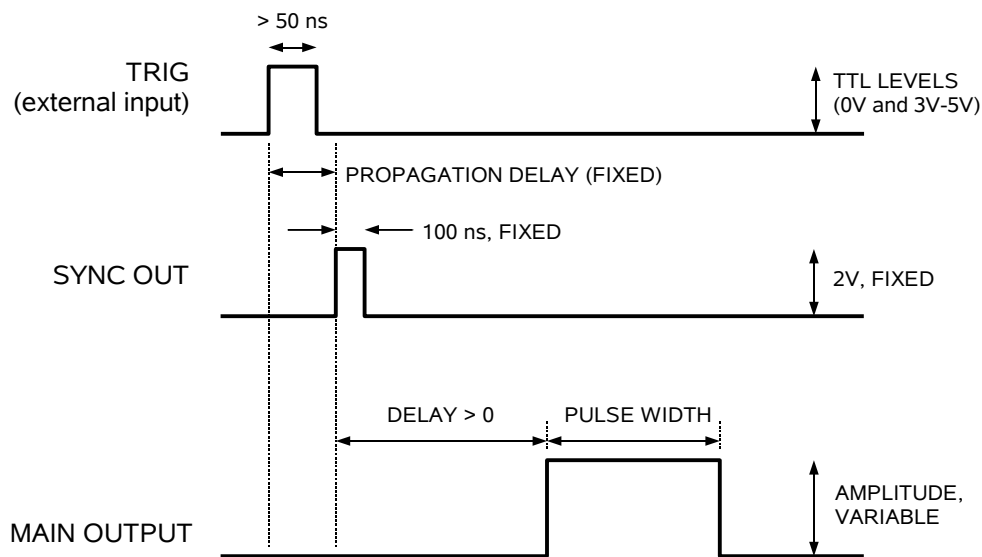 > 50 ns
TRIG
(external input)
TTL LEVELS
(0V and 3V-5V)
PROPAGATION DELAY (FIXED)
100 ns, FIXED
SYNC OUT
2V, FIXED
DELAY > 0
PULSE WIDTH
MAIN OUTPUT
AMPLITUDE,
VARIABLE